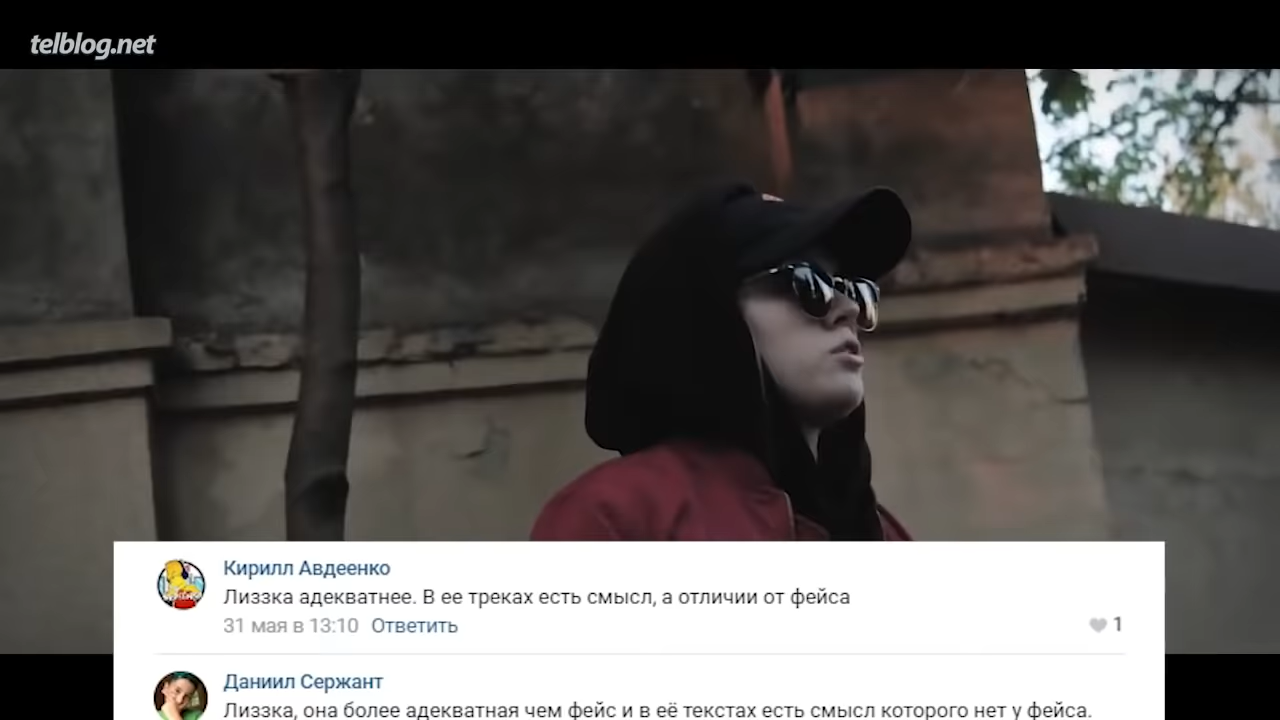 telblog.net
Кирилл Авдеенко
Лиззка адекватнее. В ее треках есть смысл, а отличии от фейса
31 мая в 13:10 Ответить
1
Даниил Сержант
Лиззка, она более адекватная чем фейс и в её текстах есть смысл которого нет у фейса.